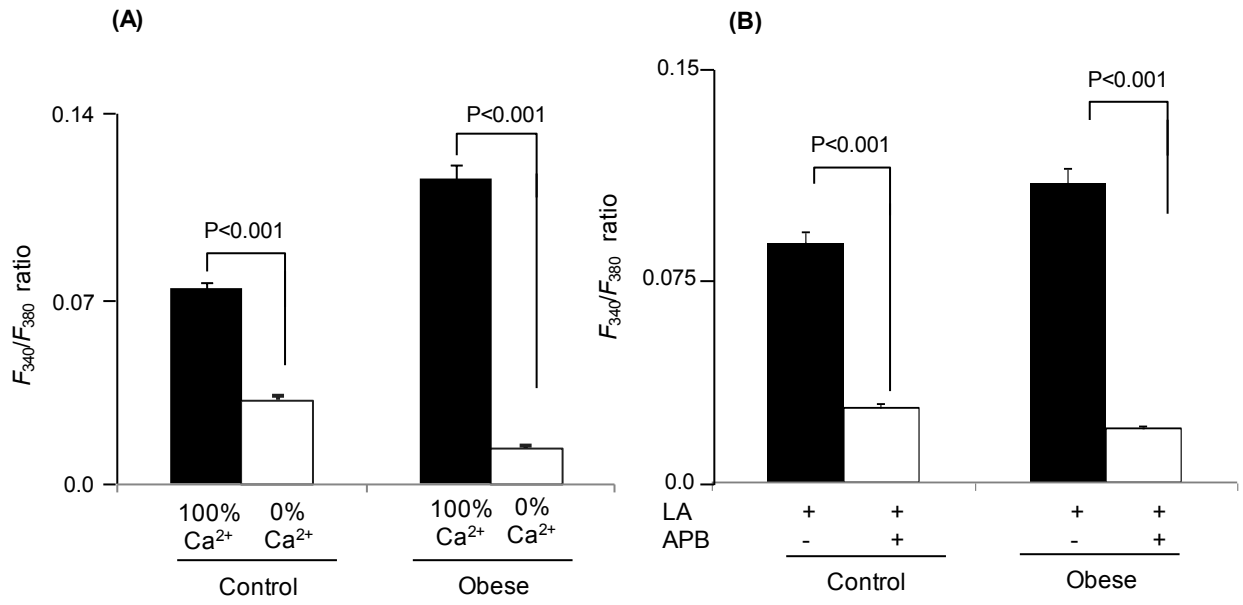 (A)
0.14
0.07
0.0
F340/F380 ratio
P<0.001
P<0.001
100% 0% 100% 0%
Ca2+ Ca2+ Ca2+ Ca2+
Control Obese
(B)
0.15
0.075
0.0
F340/F380 ratio
P<0.001
P<0.001
LA + + + +
APB - + - +
Control Obese